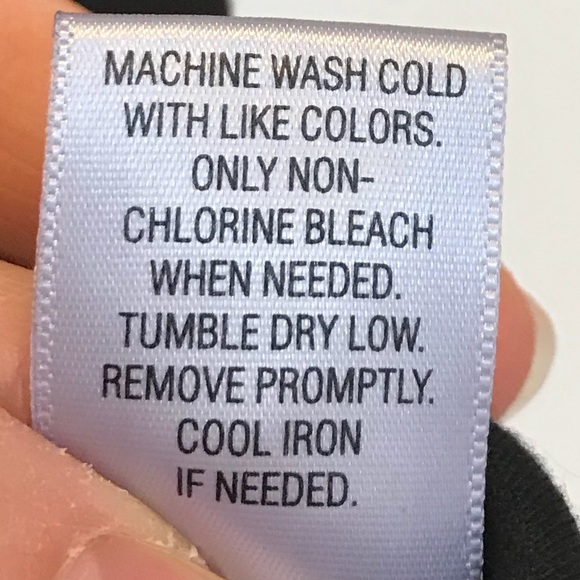 MACHINE WASH COLD
WITH LIKE COLORS.
ONLY NON-
CHLORINE BLEACH
WHEN NEEDED.
TUMBLE DRY LOW.
REMOVE PROMPTLY.
COOL IRON
IF NEEDED.